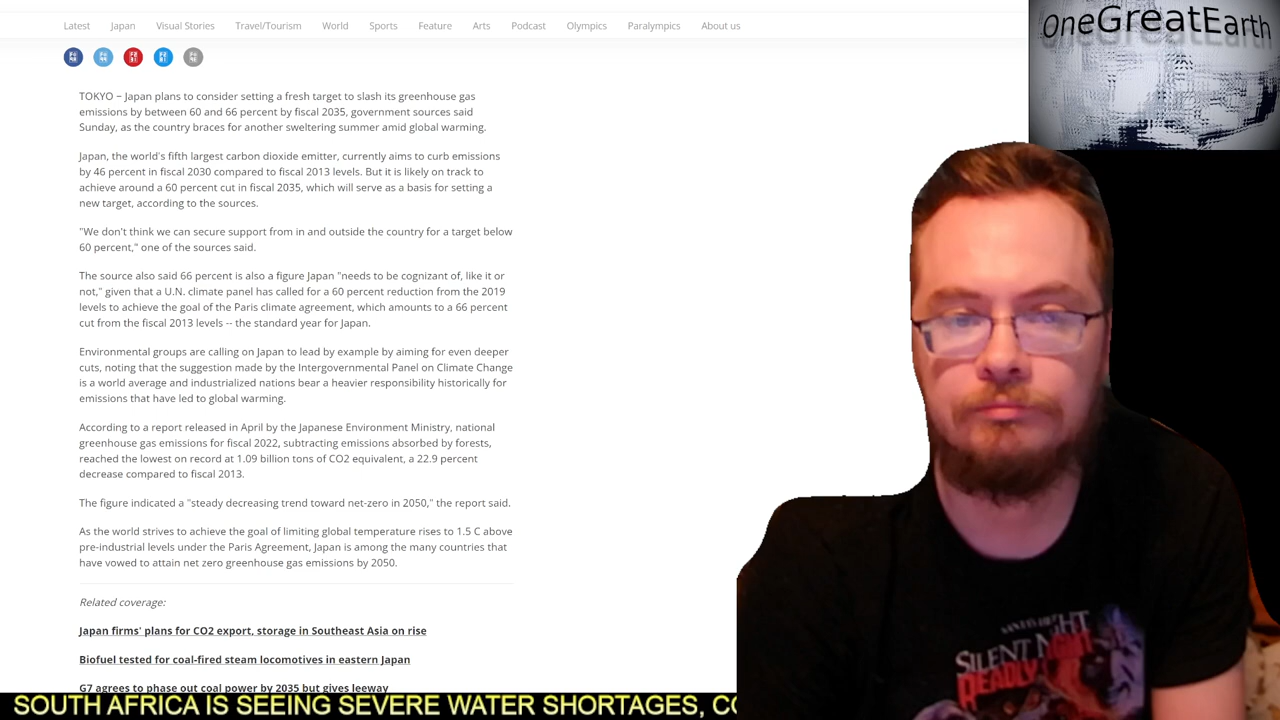 Latest Japan Visual Stories Travel/Tourism World Sports Feature Arts Podcast Olympics Paralympics About us
OneGreatEarth
TOKYO – Japan plans to consider setting a fresh target to slash its greenhouse gas
emissions by between 60 and 66 percent by fiscal 2035, government sources said
Sunday, as the country braces for another sweltering summer amid global warming.
Japan, the world's fifth largest carbon dioxide emitter, currently aims to curb emissions
by 46 percent in fiscal 2030 compared to fiscal 2013 levels. But it is likely on track to
achieve around a 60 percent cut in fiscal 2035, which will serve as a basis for setting a
new target, according to the sources.
"We don't think we can secure support from in and outside the country for a target below
60 percent," one of the sources said.
The source also said 66 percent is also a figure Japan "needs to be cognizant of, like it or
not," given that a U.N. climate panel has called for a 60 percent reduction from the 2019
levels to achieve the goal of the Paris climate agreement, which amounts to a 66 percent
cut from the fiscal 2013 levels -- the standard year for Japan.
Environmental groups are calling on Japan to lead by example by aiming for even deeper
cuts, noting that the suggestion made by the Intergovernmental Panel on Climate Change
is a world average and industrialized nations bear a heavier responsibility historically for
emissions that have led to global warming.
According to a report released in April by the Japanese Environment Ministry, national
greenhouse gas emissions for fiscal 2022, subtracting emissions absorbed by forests,
reached the lowest on record at 1.09 billion tons of CO2 equivalent, a 22.9 percent
decrease compared to fiscal 2013.
The figure indicated a "steady decreasing trend toward net-zero in 2050," the report said.
As the world strives to achieve the goal of limiting global temperature rises to 1.5 C above
pre-industrial levels under the Paris Agreement, Japan is among the many countries that
have vowed to attain net zero greenhouse gas emissions by 2050.
Related coverage:
Japan firms' plans for CO2 export, storage in Southeast Asia on rise
Biofuel tested for coal-fired steam locomotives in eastern Japan
G7 agrees to phase out coal power by 2035 but gives leeway
SILENT NIGHT
DEADLY
SOUTH AFRICA IS SEEING SEVERE WATER SHORTAGES, CO